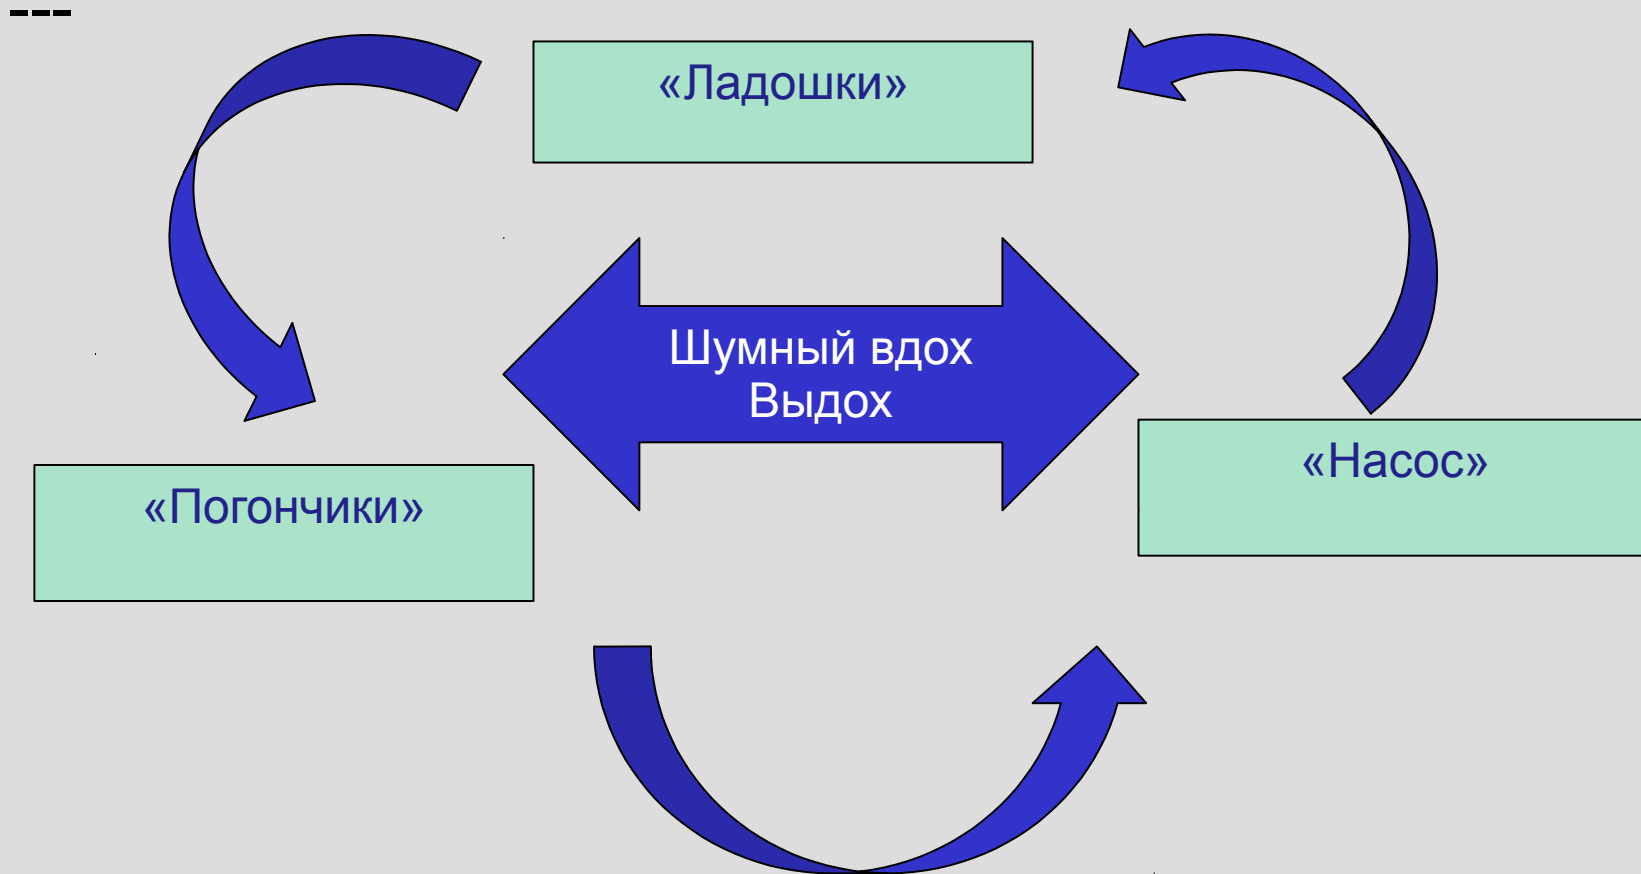 «Ладошки»
Шумный вдох
Выдох
«Насос»
«Погончики»